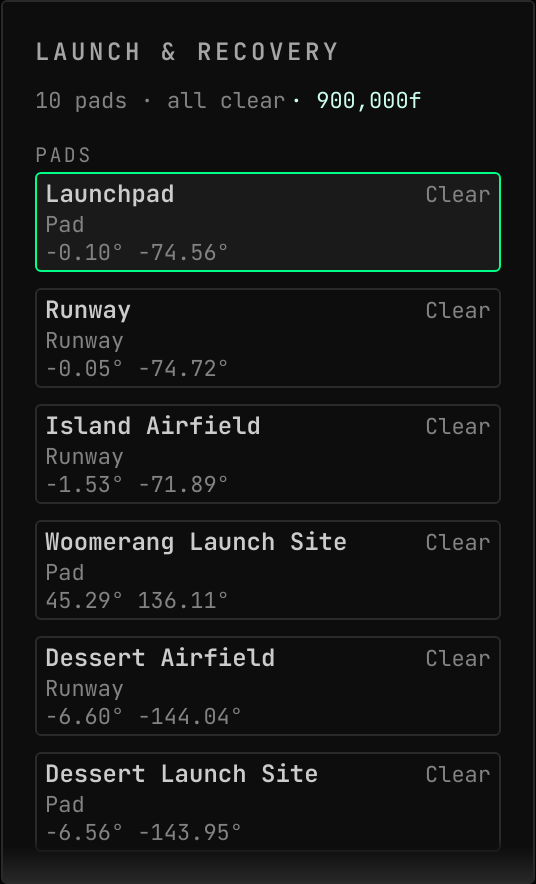 LAUNCH & RECOVERY
10 pads · all clear · 900,000f
PADS
Launchpad Clear
Pad
-0.10° -74.56°
Runway Clear
Runway
-0.05° -74.72°
Island Airfield Clear
Runway
-1.53° -71.89°
Woomerang Launch Site Clear
Pad
45.29° 136.11°
Dessert Airfield Clear
Runway
-6.60° -144.04°
Dessert Launch Site Clear
Pad
-6.56° -143.95°